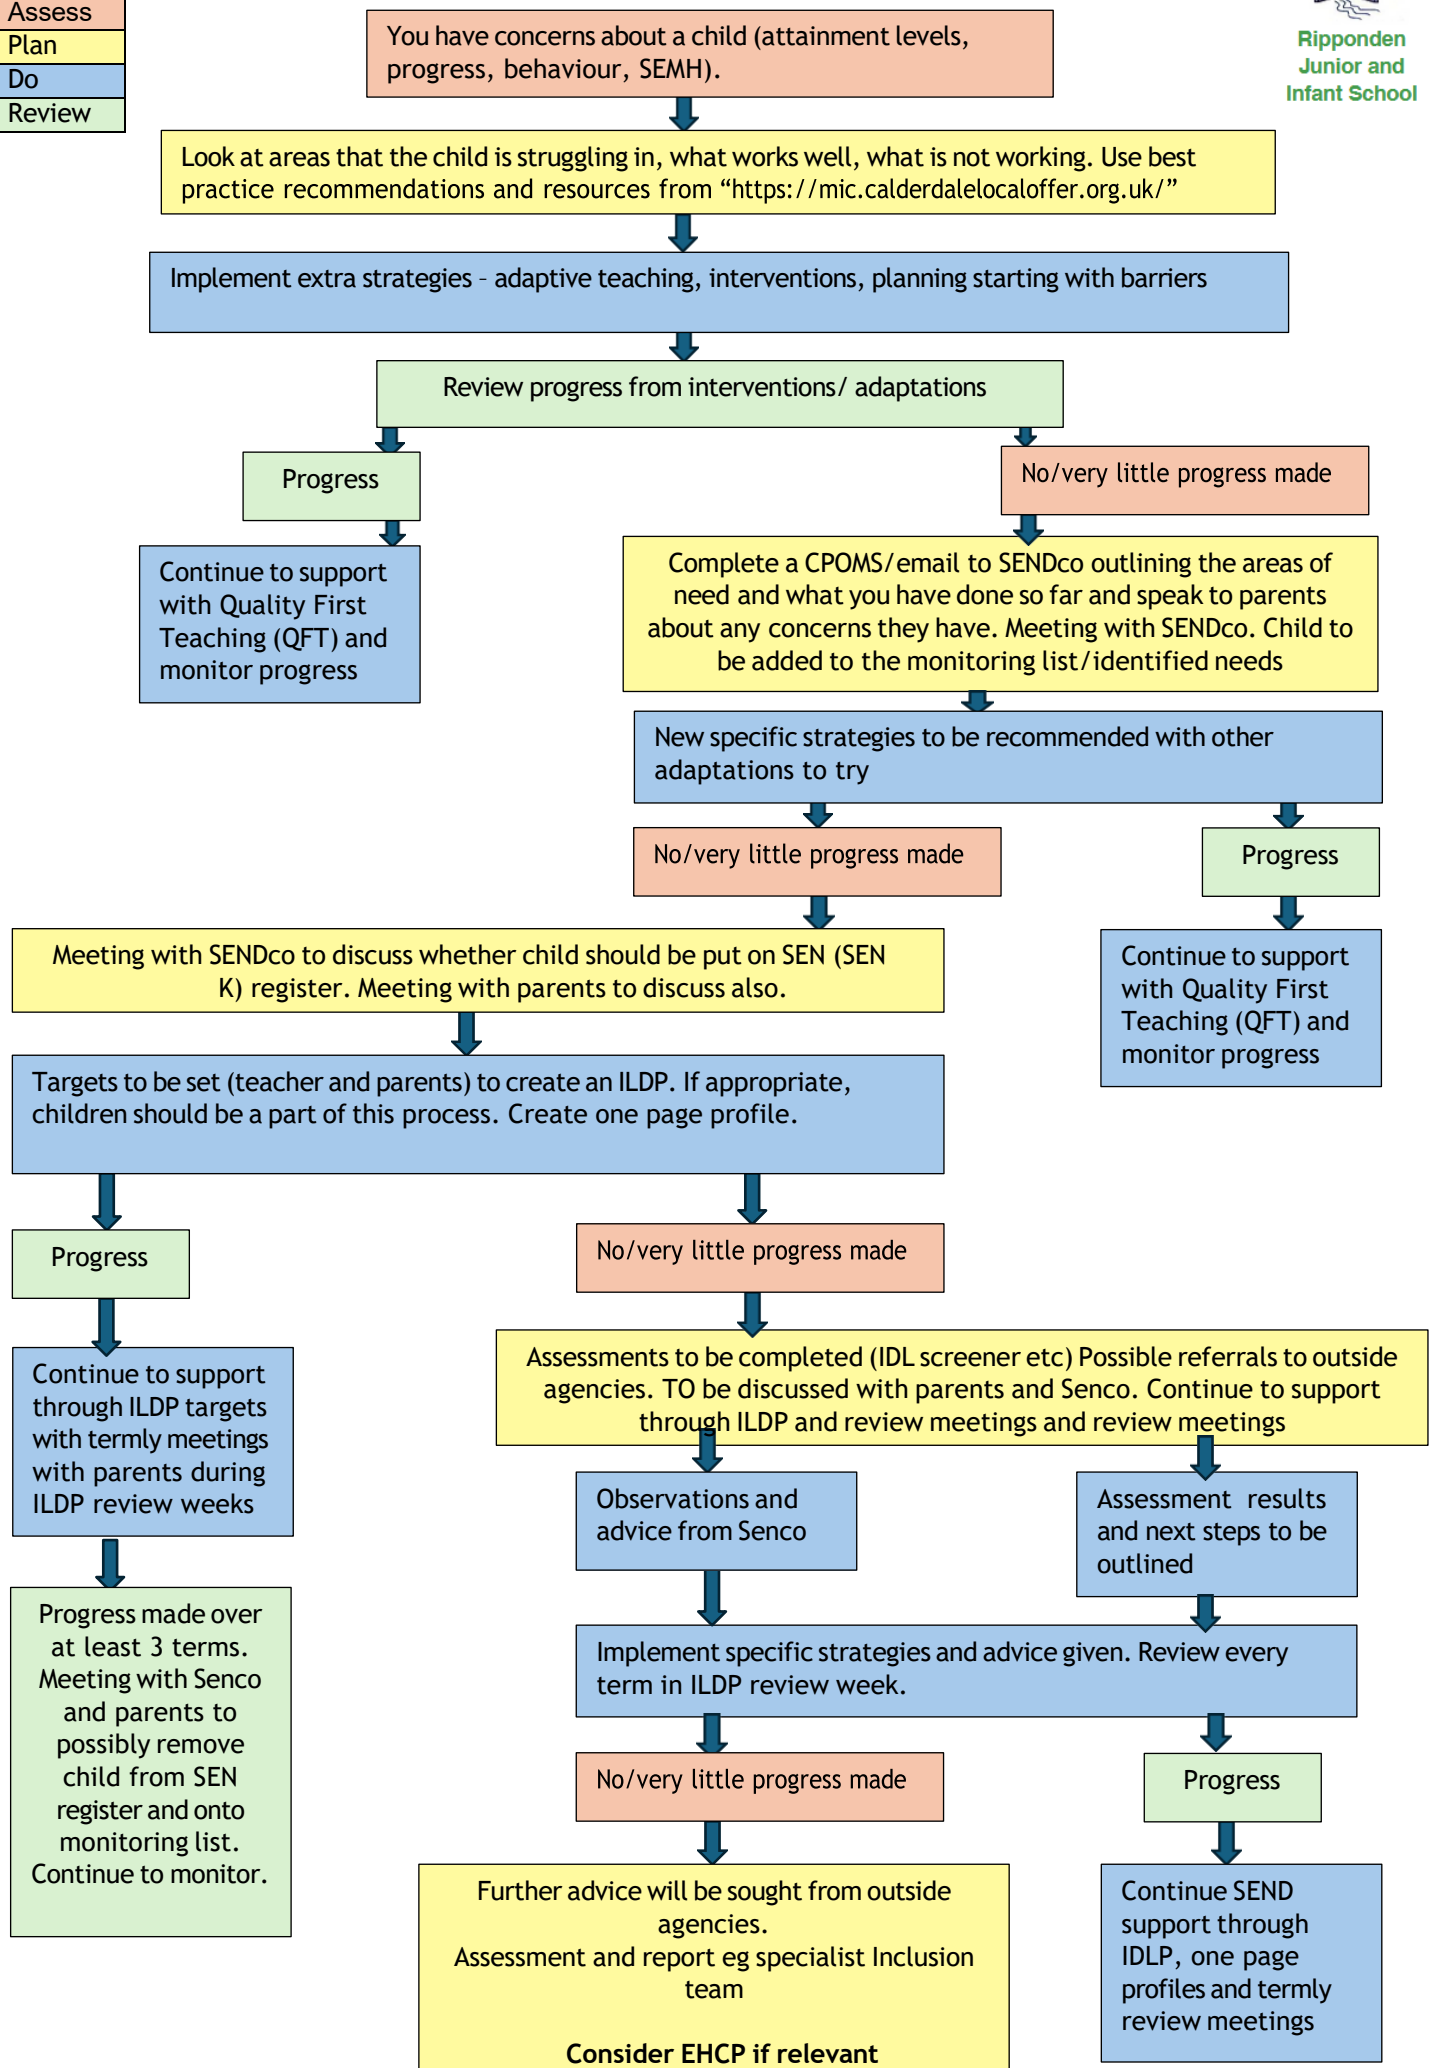 Assess
Plan
Do
Review
Ripponden
Junior and
Infant School
You have concerns about a child (attainment levels,
progress, behaviour, SEMH).
Look at areas that the child is struggling in, what works well, what is not working. Use best
practice recommendations and resources from “https://mic.calderdalelocaloffer.org.uk/”
Implement extra strategies – adaptive teaching, interventions, planning starting with barriers
Review progress from interventions/ adaptations
Progress
No/very little progress made
Continue to support
with Quality First
Teaching (QFT) and
monitor progress
Complete a CPOMS/email to SENDco outlining the areas of
need and what you have done so far and speak to parents
about any concerns they have. Meeting with SENDco. Child to
be added to the monitoring list/identified needs
New specific strategies to be recommended with other
adaptations to try
No/very little progress made
Progress
Meeting with SENDco to discuss whether child should be put on SEN (SEN
K) register. Meeting with parents to discuss also.
Continue to support
with Quality First
Teaching (QFT) and
monitor progress
Targets to be set (teacher and parents) to create an ILDP. If appropriate,
children should be a part of this process. Create one page profile.
Progress
No/very little progress made
Continue to support
through ILDP targets
with termly meetings
with parents during
ILDP review weeks
Assessments to be completed (IDL screener etc) Possible referrals to outside
agencies. TO be discussed with parents and Senco. Continue to support
through ILDP and review meetings and review meetings
Observations and
advice from Senco
Assessment results
and next steps to be
outlined
Progress made over
at least 3 terms.
Meeting with Senco
and parents to
possibly remove
child from SEN
register and onto
monitoring list.
Continue to monitor.
Implement specific strategies and advice given. Review every
term in ILDP review week.
No/very little progress made
Progress
Further advice will be sought from outside
agencies.
Assessment and report eg specialist Inclusion
team
Consider EHCP if relevant
Continue SEND
support through
IDLP, one page
profiles and termly
review meetings